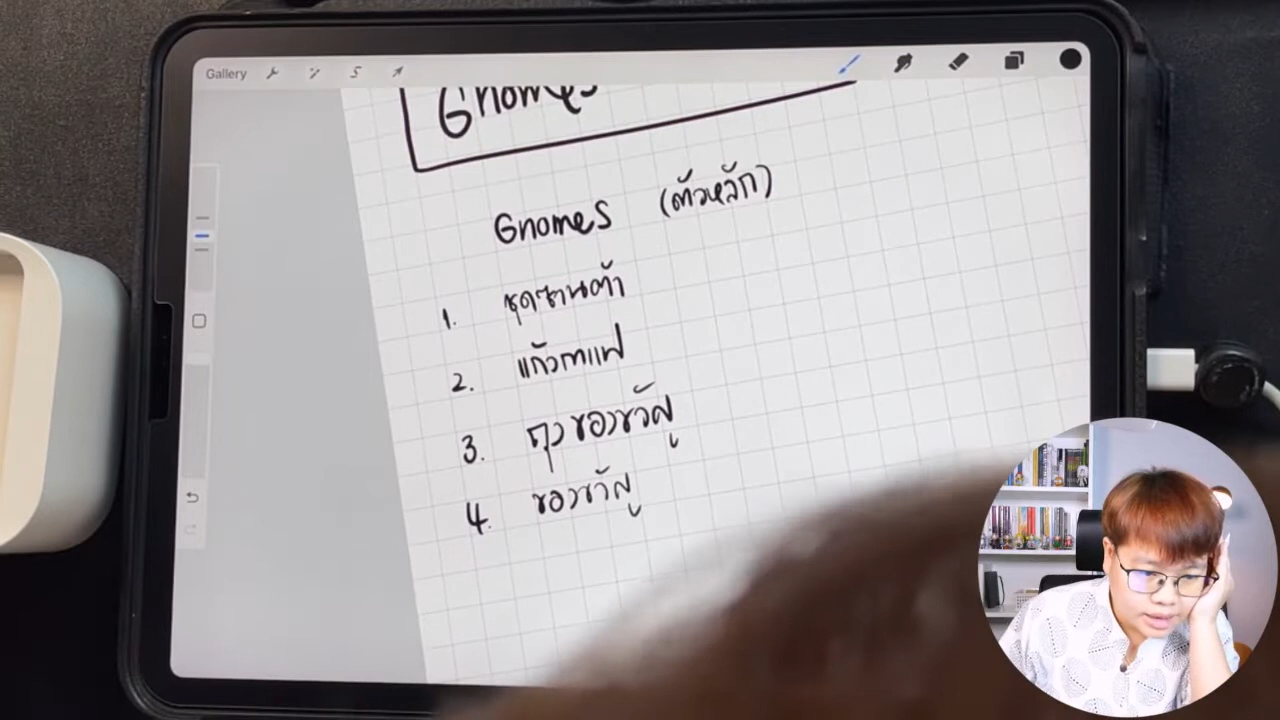 Gallery
Gnomes
Gnomes (ตัวหลัก)
1. ชุดซานต้า
2. แก้วกาแฟ
3. ถุงของขวัญ
4. ของขวัญ